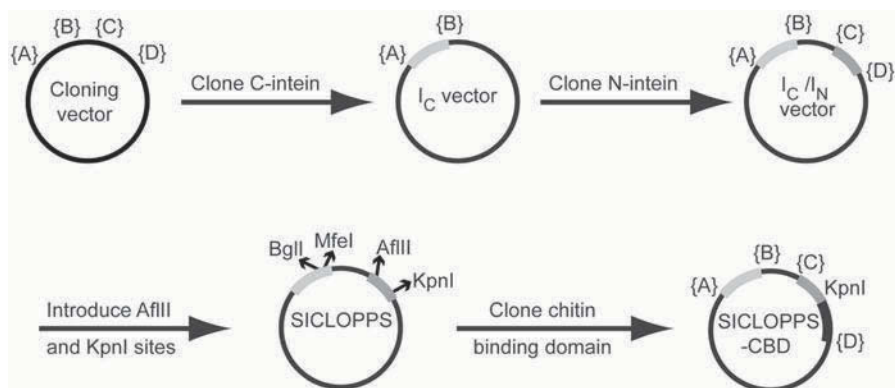 {A}
{B}
{C}
{D}
Cloning
vector
Clone C-intein
{A}
{B}
I_C vector
Clone N-intein
{A}
{B}
{C}
{D}
I_C /I_N
vector
Introduce AflII
and KpnI sites
BglI
MfeI
AflII
KpnI
SICLOPPS
Clone chitin
binding domain
{A}
{B}
{C}
KpnI
{D}
SICLOPPS
-CBD